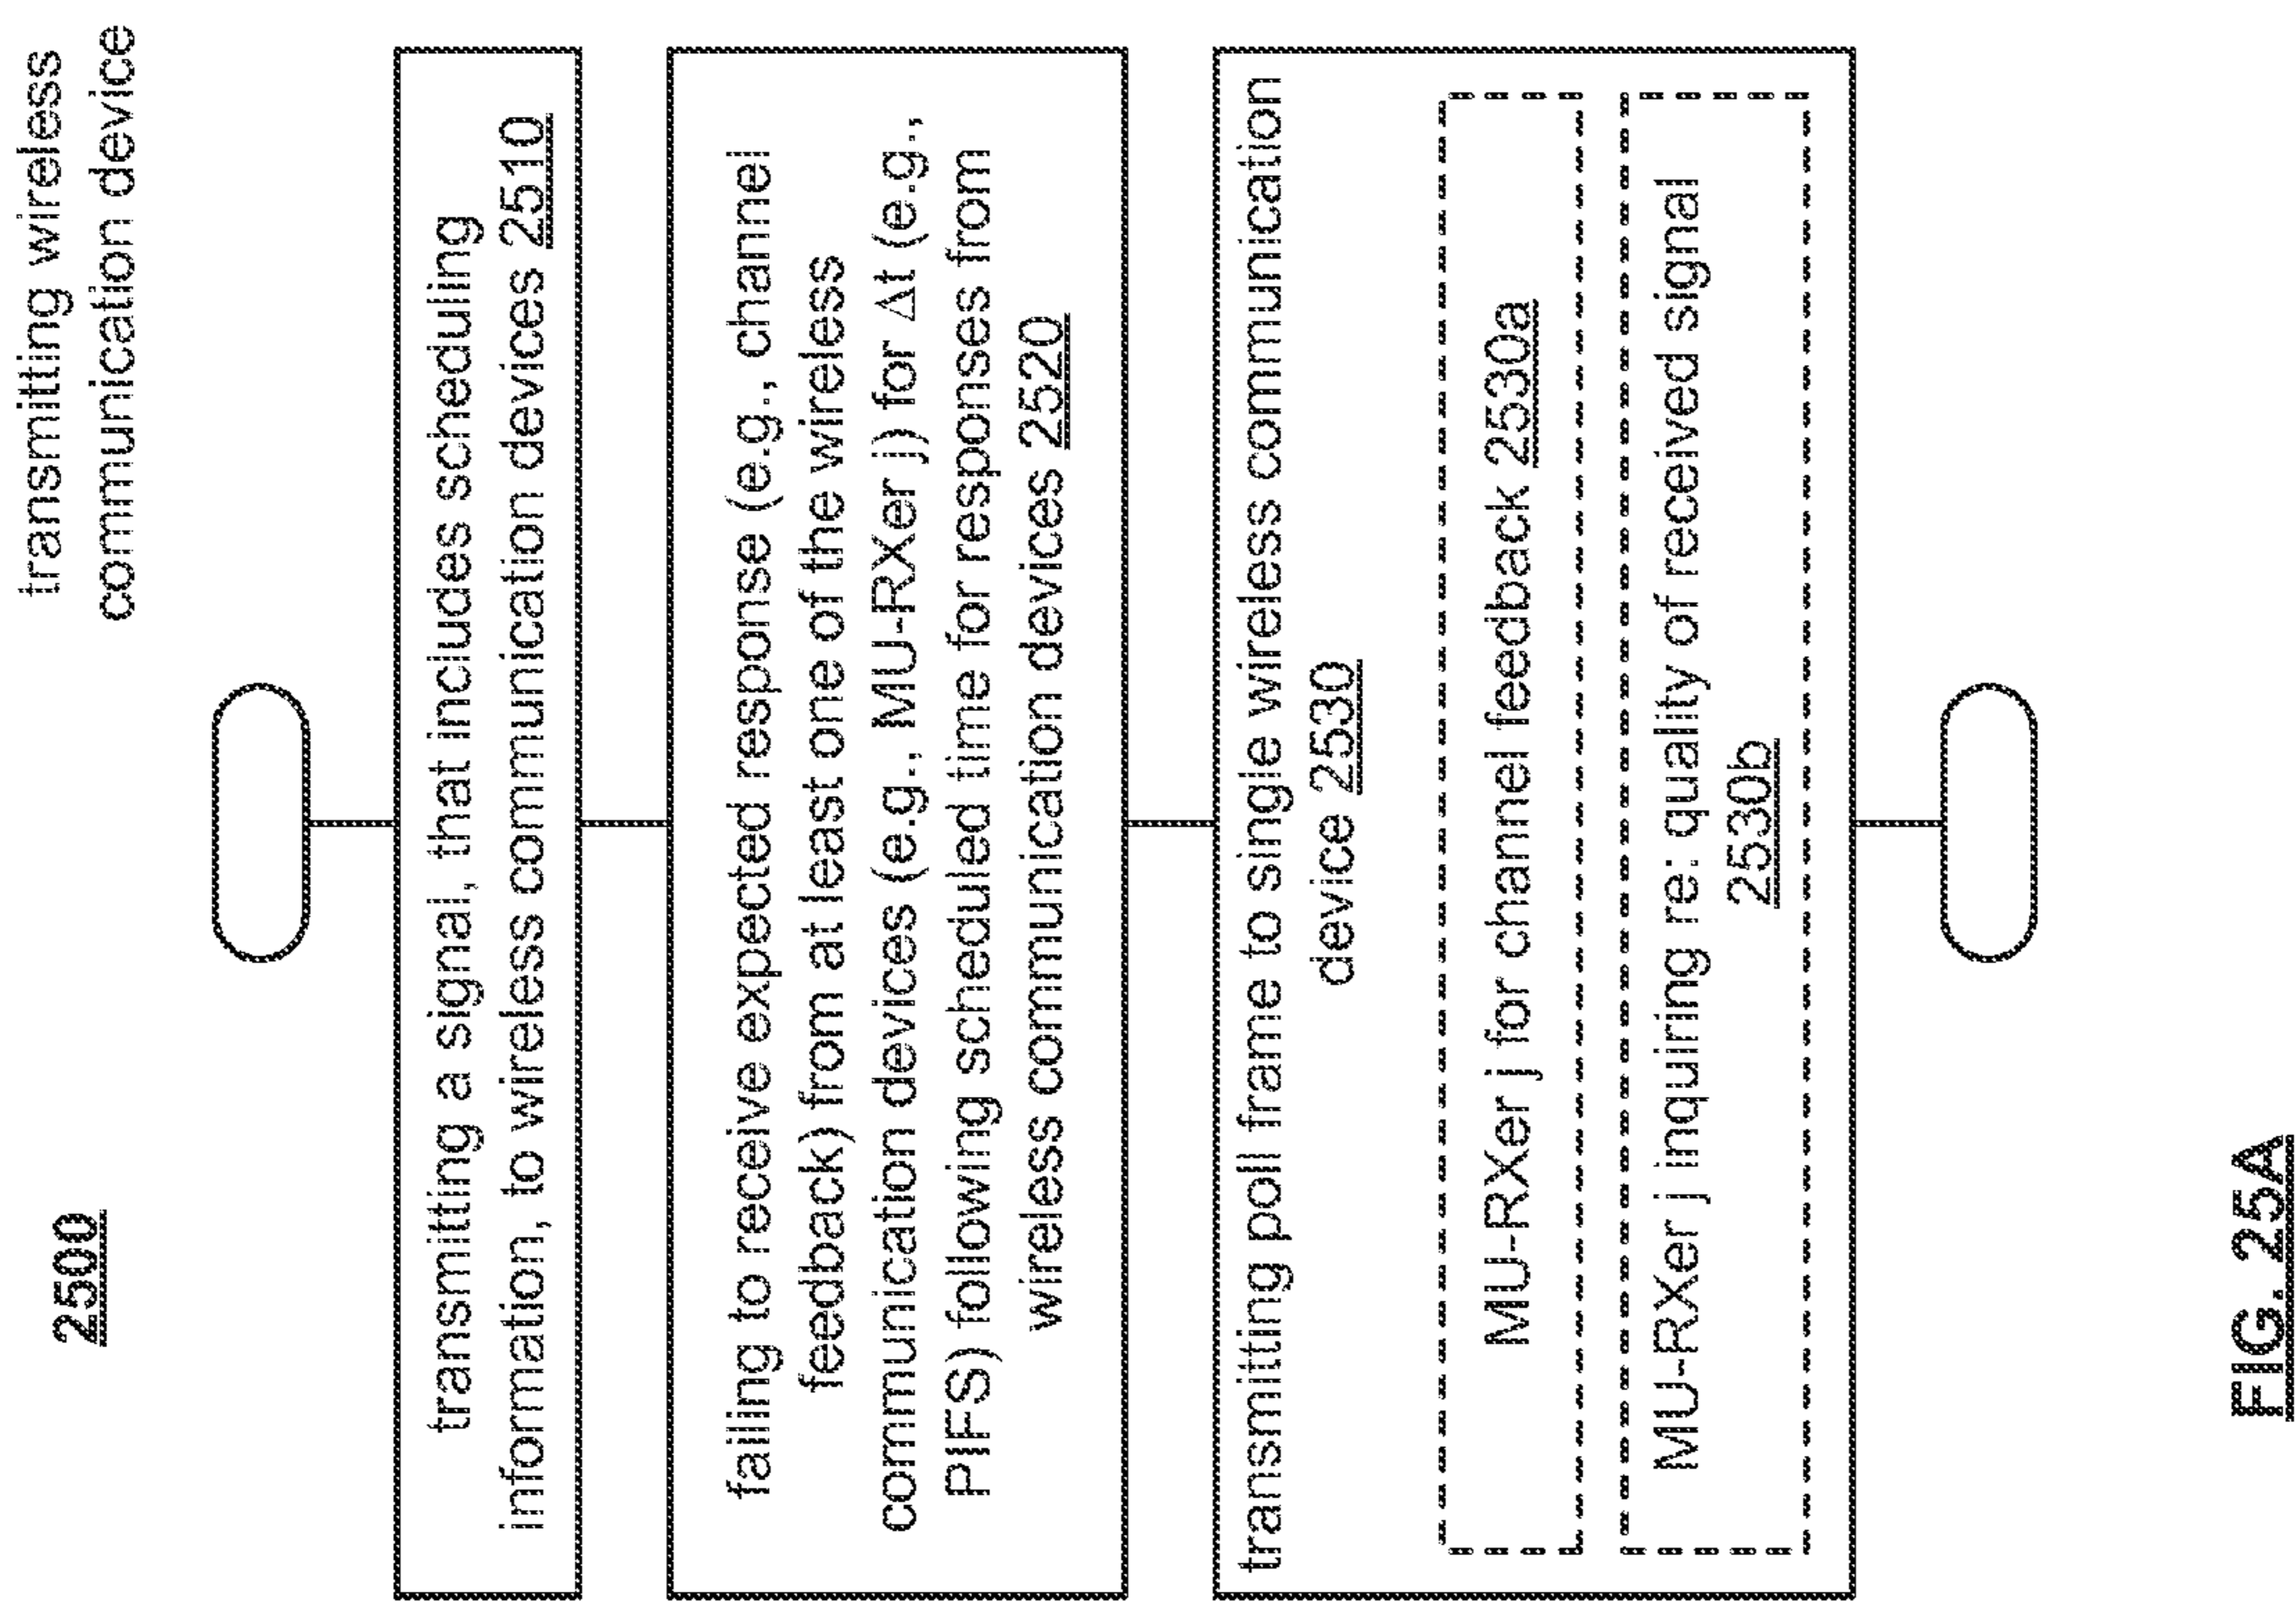 2500
transmitting wireless
communication device
transmitting a signal, that includes scheduling
information, to wireless communication devices 2510
failing to receive expected response (e.g., channel
feedback) from at least one of the wireless
communication devices (e.g., MU-RXer j) for Δt (e.g.,
PIFS) following scheduled time for responses from
wireless communication devices 2520
transmiting poll frame to single wireless communication
device 2530
MU-RXer j for channel feedback 2530a
MU-RXer j inquiring re: quality of received signal
2530b
FIG. 25A